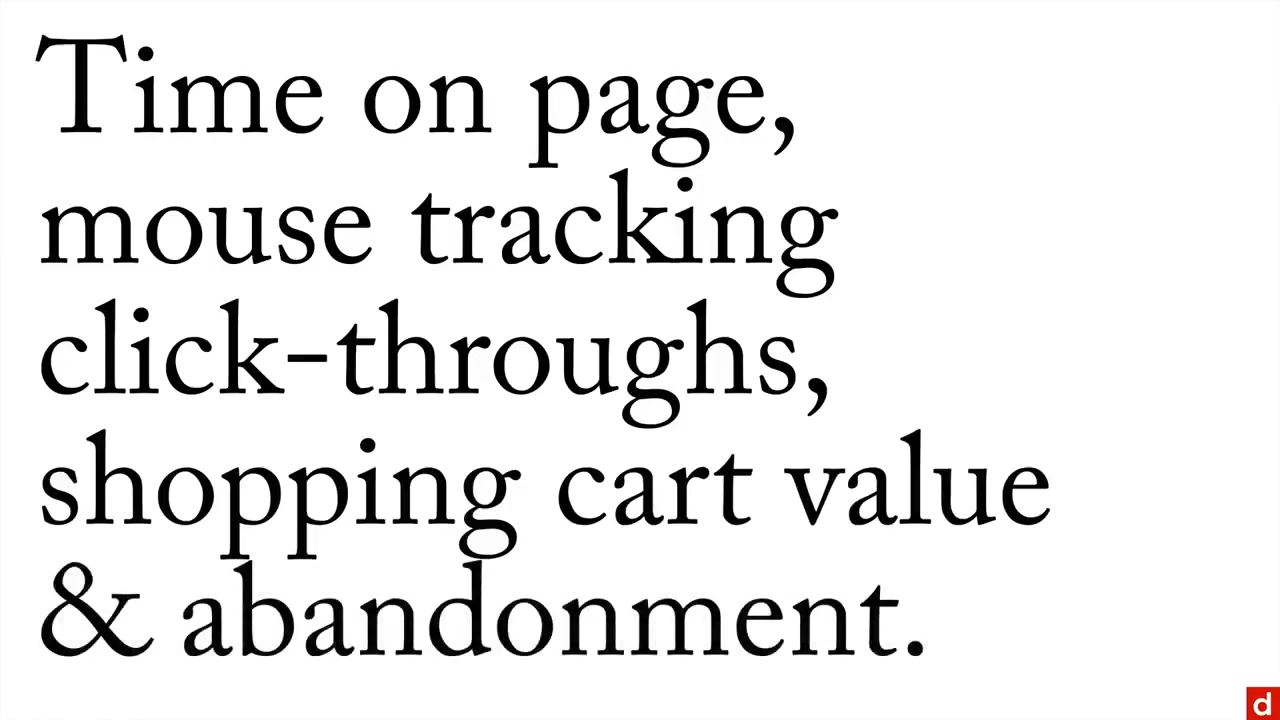 Time on page,
mouse tracking
click-throughs,
shopping cart value
& abandonment.
d